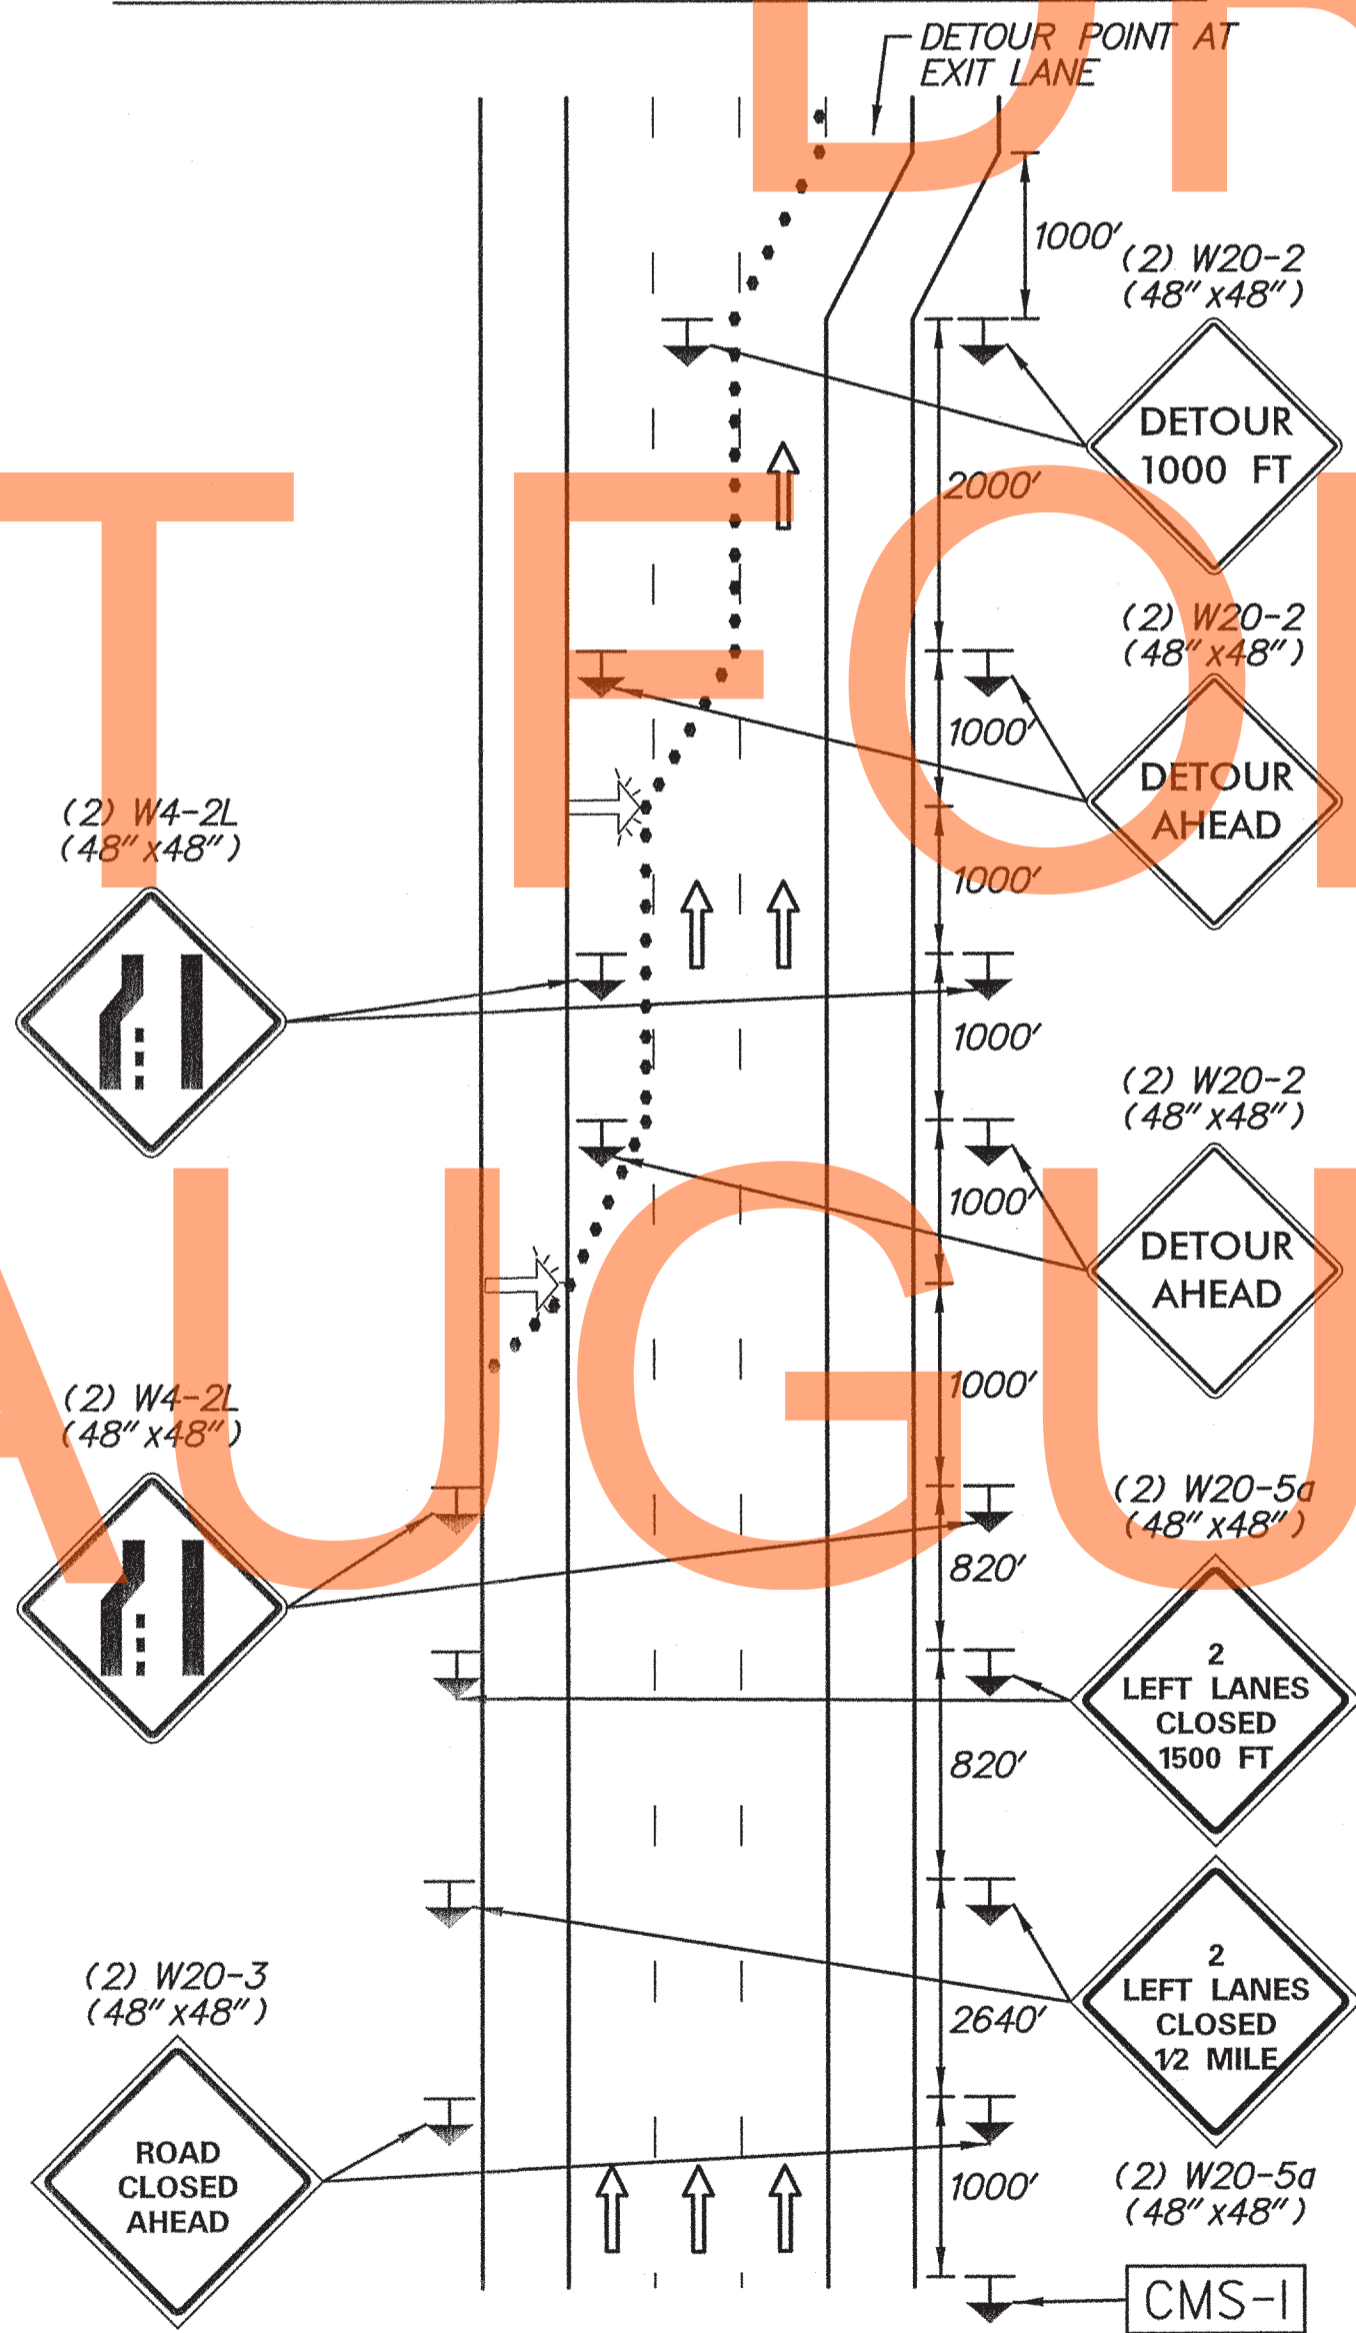 DETOUR POINT AT
EXIT LANE
1000'
(2) W20-2
(48"x48")
DETOUR
1000 FT
2000'
(2) W20-2
(48"x48")
1000'
DETOUR
AHEAD
(2) W4-2L
(48"x48")
1000'
1000'
(2) W20-2
(48"x48")
1000'
DETOUR
AHEAD
1000'
(2) W4-2L
(48"x48")
(2) W20-5a
(48"x48")
820'
2
LEFT LANES
CLOSED
1500 FT
820'
2
LEFT LANES
CLOSED
1/2 MILE
(2) W20-3
(48"x48")
2640'
ROAD
CLOSED
AHEAD
1000'
(2) W20-5a
(48"x48")
CMS-1
T FO
AUGU